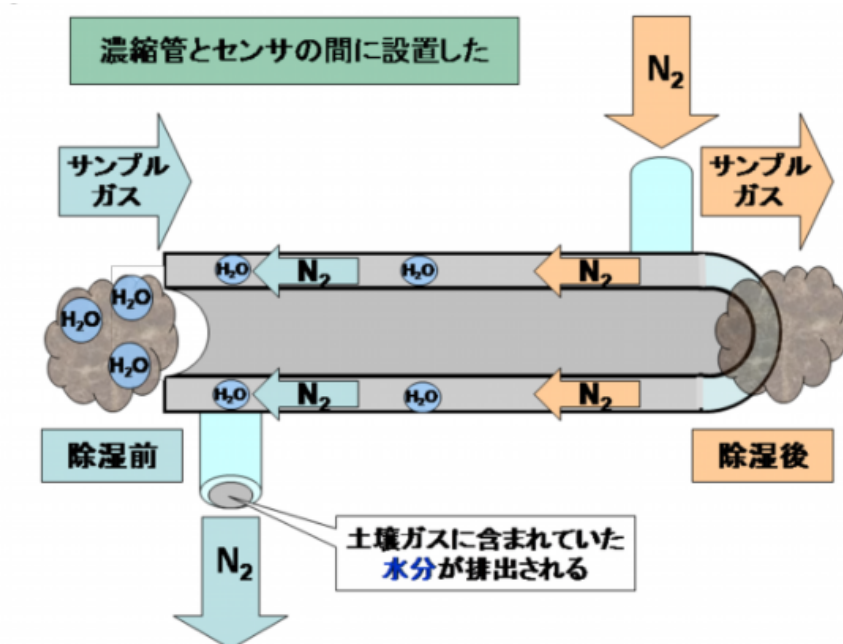 濃縮管とセンサの間に設置した
N₂
サンプル
ガス
サンプル
ガス
H₂O
N₂
H₂O
N₂
H₂O
H₂O
H₂O
H₂O
N₂
H₂O
N₂
除湿前
除湿後
土壌ガスに含まれていた
水分が排出される
N₂